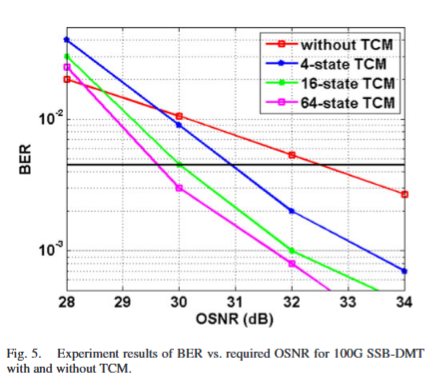 without TCM
4-state TCM
16-state TCM
64-state TCM
10-2
BER
10-3
28 29 30 31 32 33 34
OSNR (dB)
Fig. 5. Experiment results of BER vs. required OSNR for 100G SSB-DMT
with and without TCM.